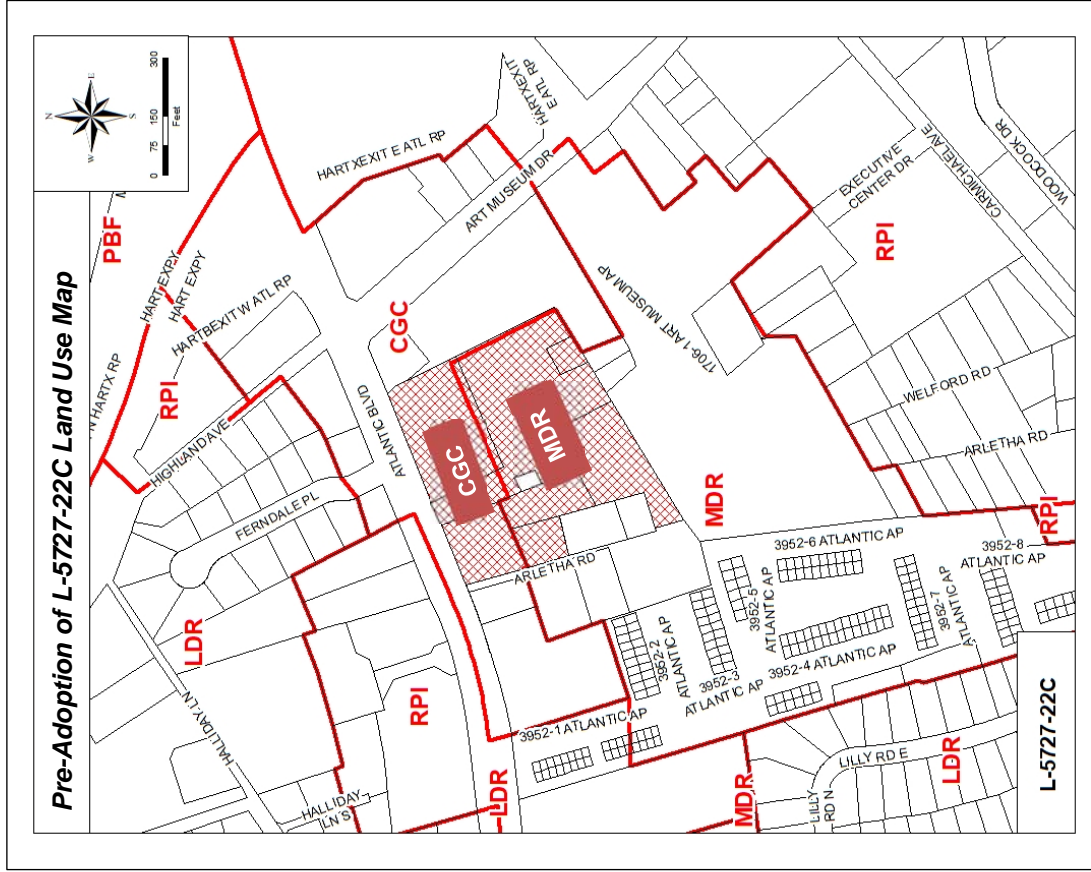 Pre-Adoption of L-5727-22C Land Use Map
N
W
E
S
0 75 150 300
Feet
PBF
N HARTX RP
HART EXPY
HART EXPY
HARTBEXIT W ATL RP
RPI
HIGHLAND AVE
FERNDALE PL
HALLIDAY LN
LDR
HALLIDAY
LN S
RPI
LDR
ATLANTIC BLVD
CGC
HARTXEXIT E ATL RP
HARTXEXIT
E ATL RP
ART MUSEUM DR
1706-1 ART MUSEUM AP
CGC
MDR
ARLETHA RD
MDR
EXECUTIVE
CENTER DR
CARMICHAEL AVE
WOODCOCK DR
RPI
WELFORD RD
ARLETHA RD
RPI
3952-1 ATLANTIC AP
3952-2
ATLANTIC AP
3952-3
ATLANTIC AP
3952-4 ATLANTIC AP
3952-5
ATLANTIC AP
3952-6 ATLANTIC AP
3952-7
ATLANTIC AP
3952-8
ATLANTIC AP
MDR
LILLY
RD N
LILLY RD E
LDR
L-5727-22C